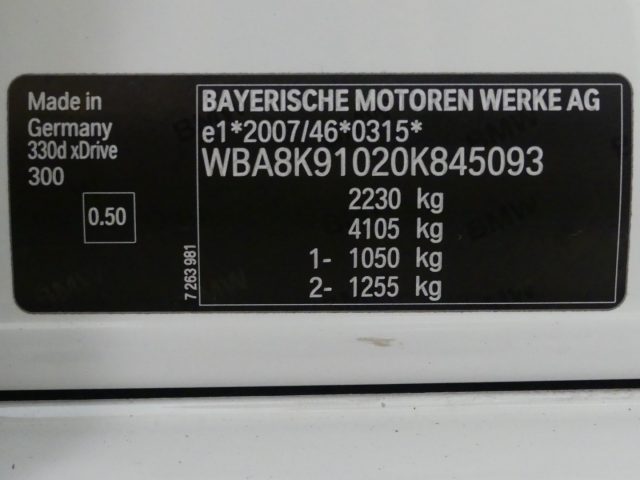 Made in
Germany
330d xDrive
300
0.50
7 263 981
BAYERISCHE MOTOREN WERKE AG
e1*2007/46*0315*
WBA8K91020K845093
2230 kg
4105 kg
1- 1050 kg
2- 1255 kg